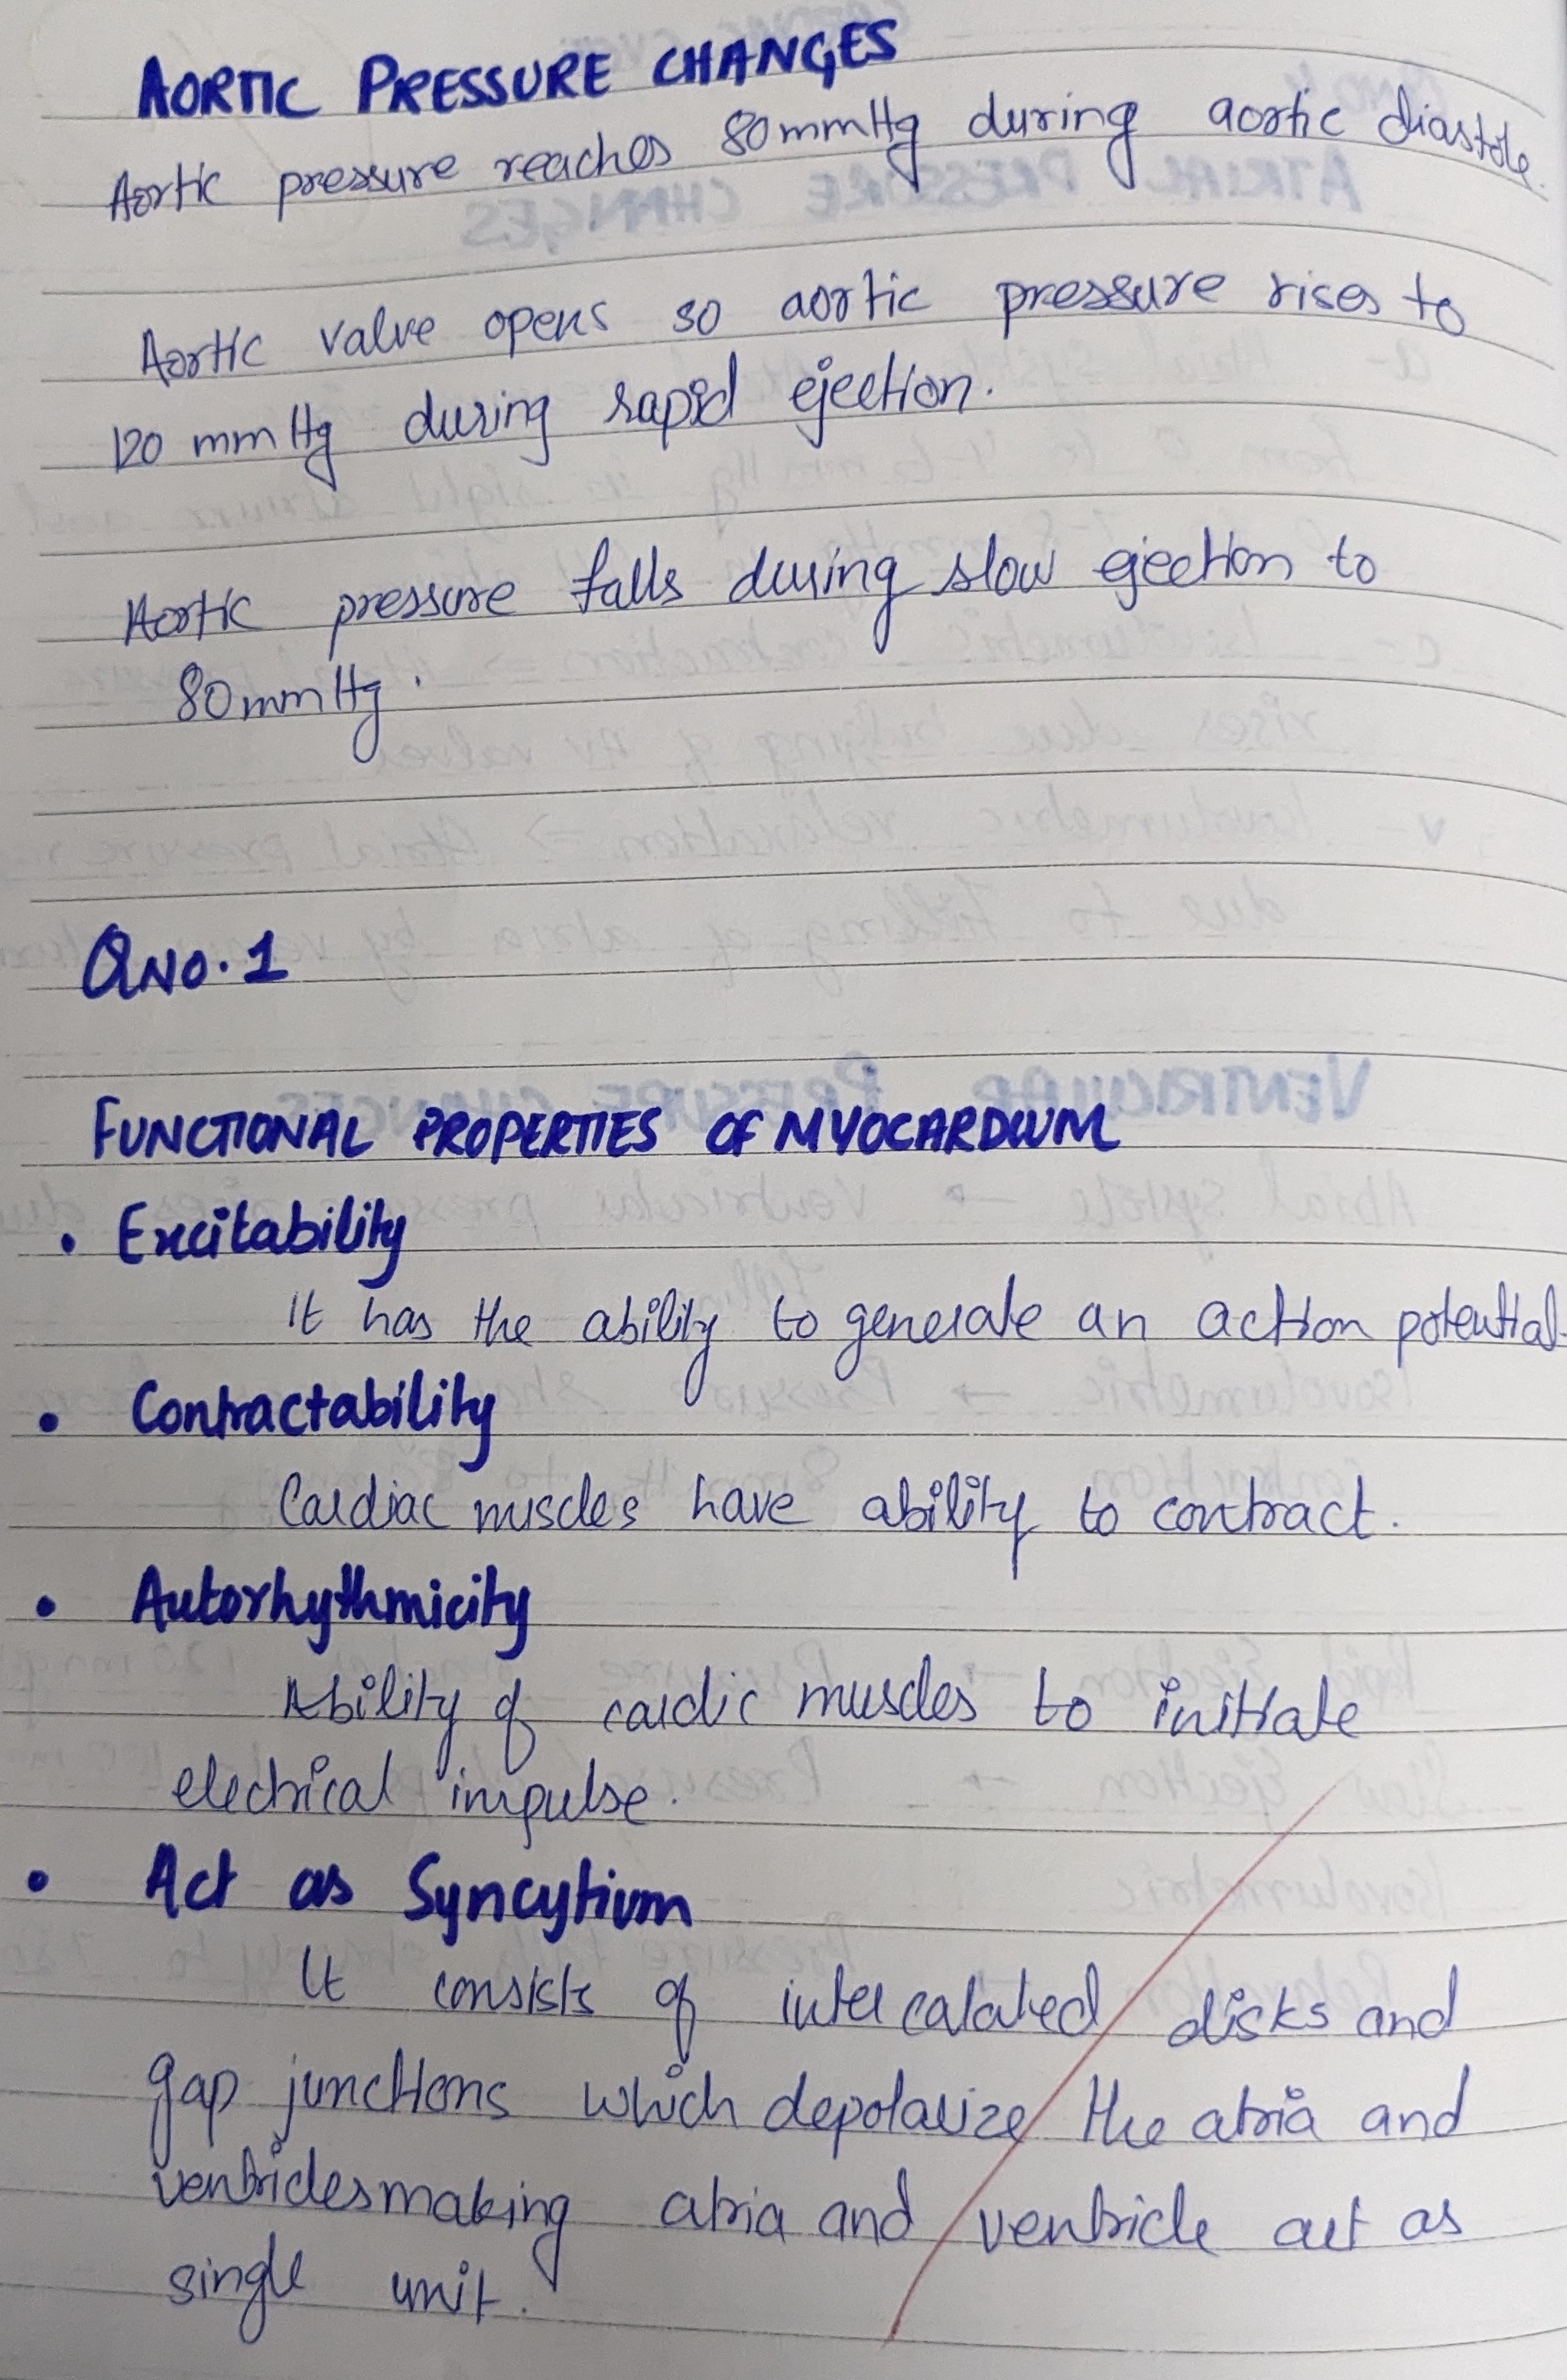 AORTIC PRESSURE CHANGES
Aortic pressure reaches 80mmHg during aortic diastole.
Aortic valve opens so aortic pressure rises to
120 mmHg during rapid ejection.
Aortic pressure falls during slow ejection to
80mmHg.
QNO.1
FUNCTIONAL PROPERTIES OF MYOCARDIUM
• Excitability
It has the ability to generate an action potential.
• Contractability
Cardiac muscles have ability to contract.
• Autorhythmicity
Ability of cardic muscles to initiate
electrical impulse.
• Act as Syncytium
It consists of intercalated disks and
gap junctions which depolarize the atria and
ventricles making atria and ventricle act as
single unit.